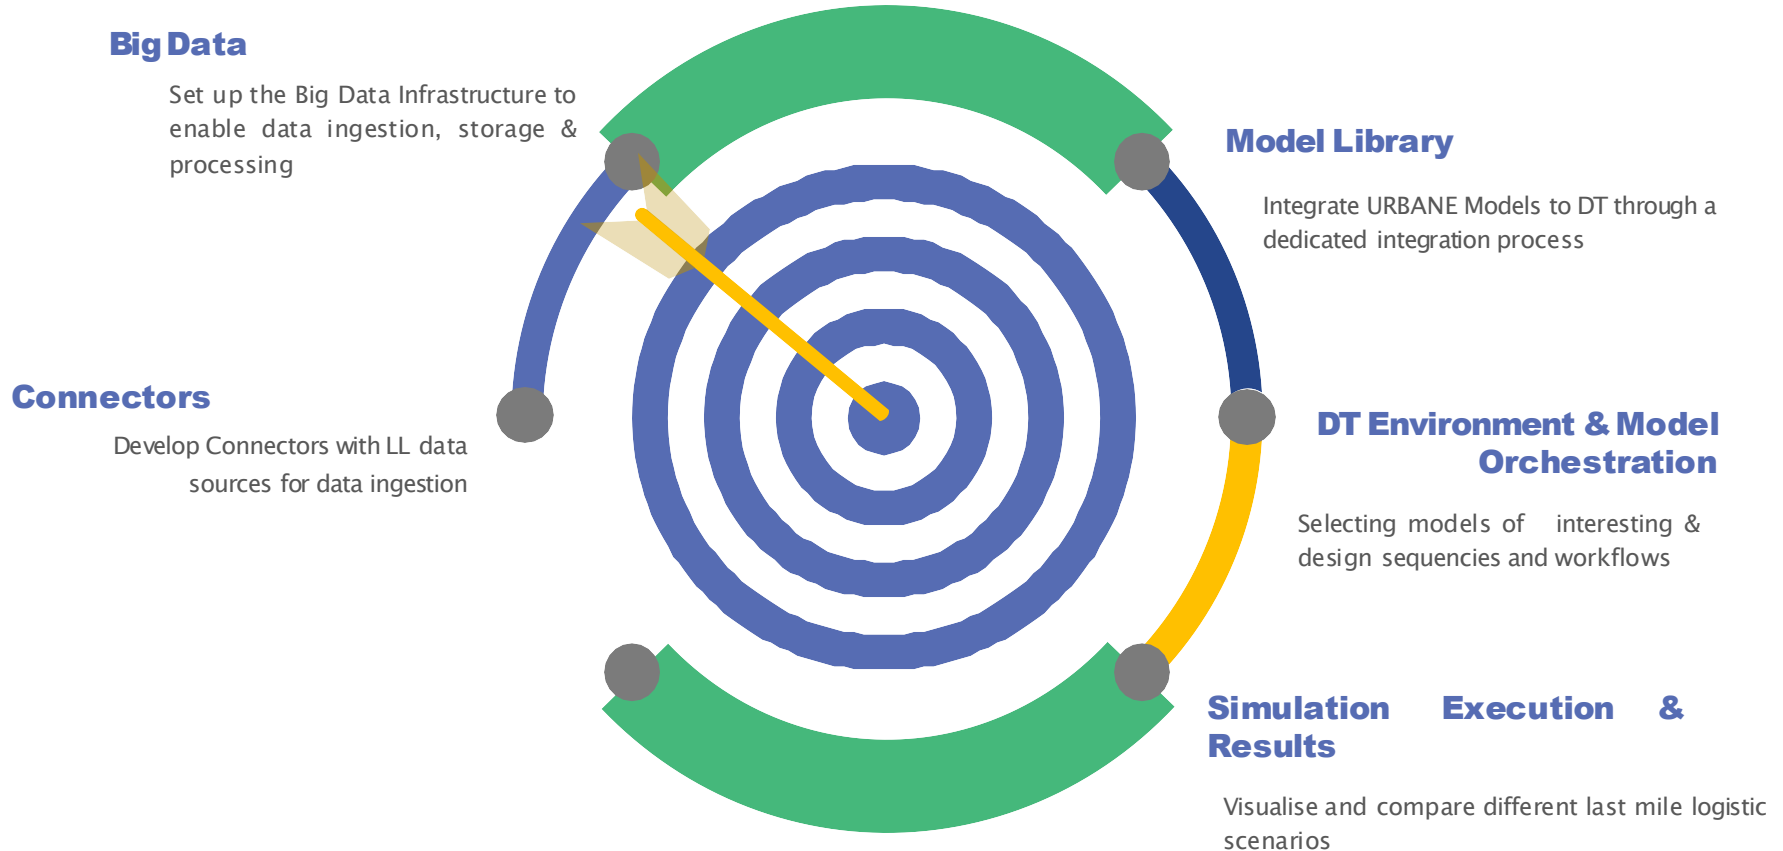 Big Data
Set up the Big Data Infrastructure to
enable data ingestion, storage &
processing
Connectors
Develop Connectors with LL data
sources for data ingestion
Model Library
Integrate URBANE Models to DT through a
dedicated integration process
DT Environment & Model
Orchestration
Selecting models of interesting &
design sequencies and workflows
Simulation Execution &
Results
Visualise and compare different last mile logistic
scenarios